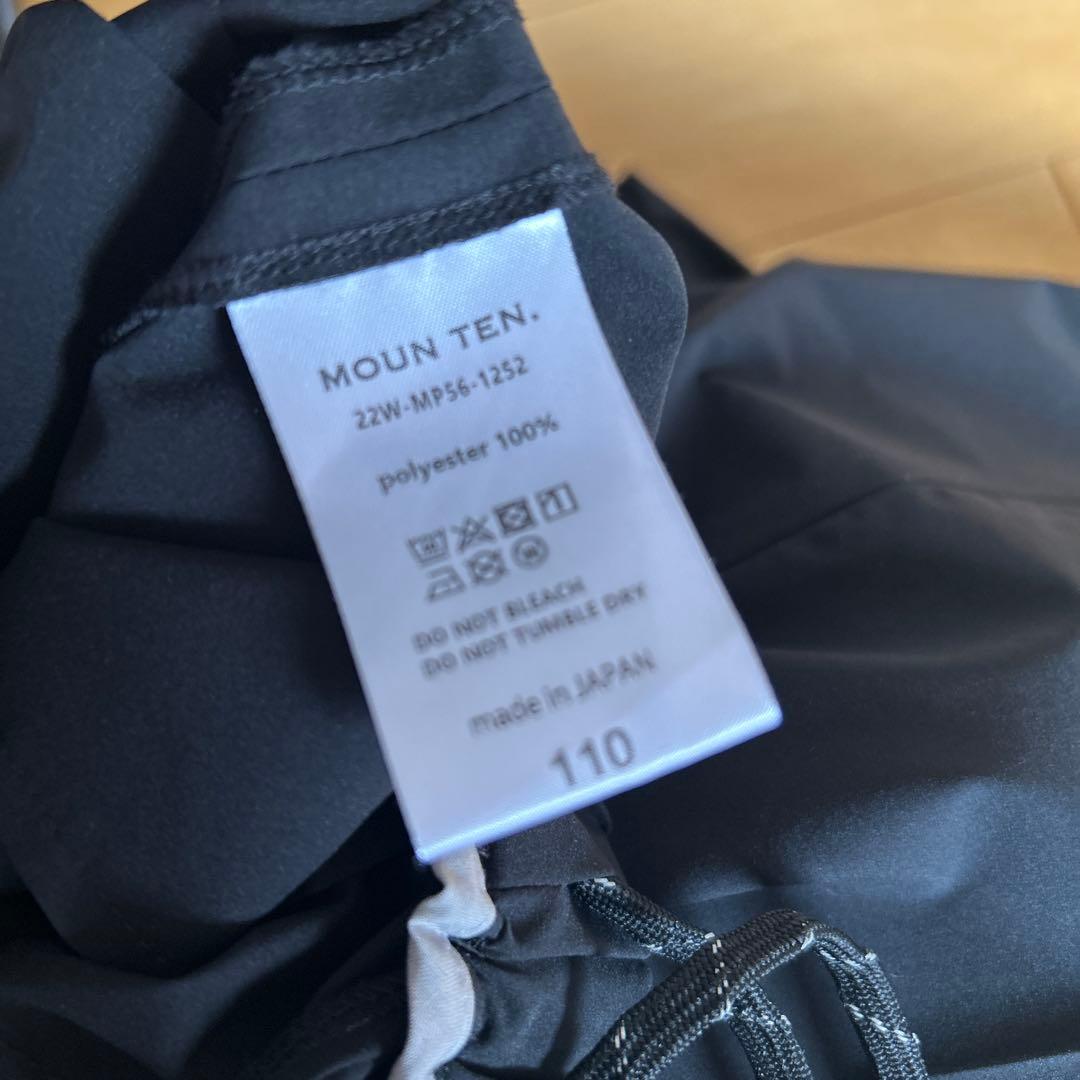 MOUN TEN.
22W-MP56-1252
polyester 100%
DO NOT BLEACH
DO NOT TUMBLE DRY
made in JAPAN
110